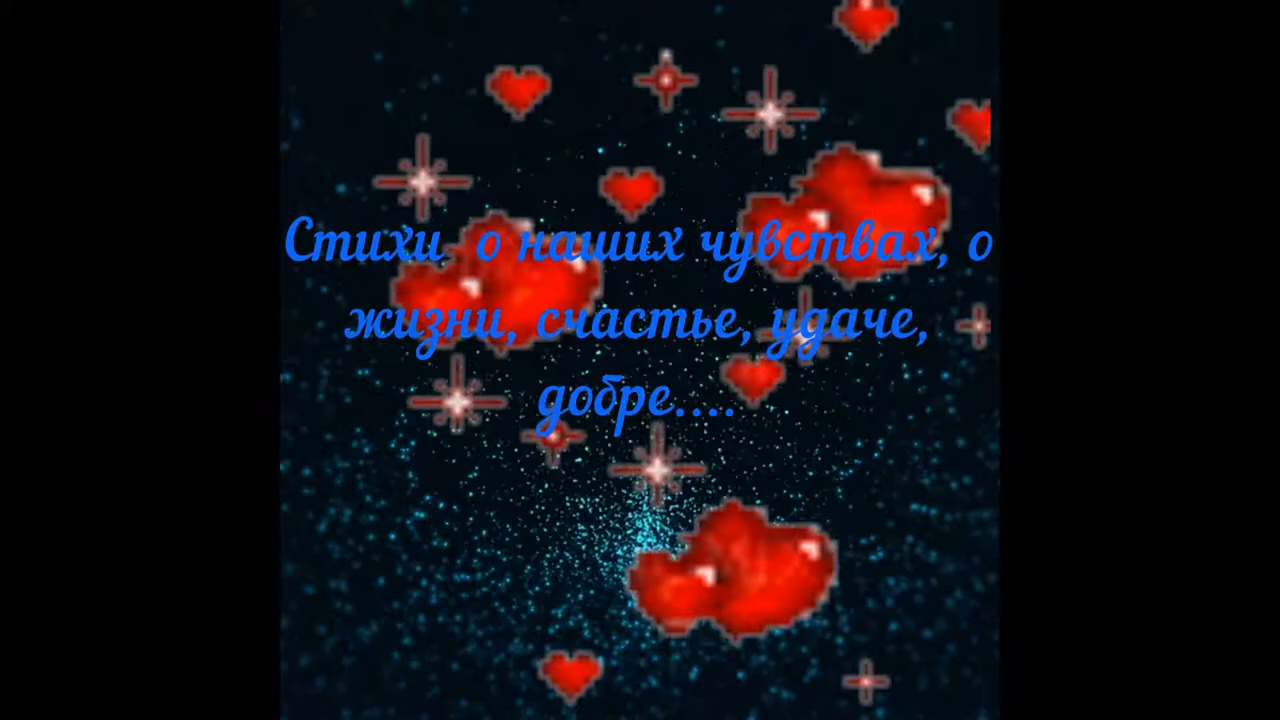 Стихи о наших чувствах, о
жизни, счастье, удаче,
добре....